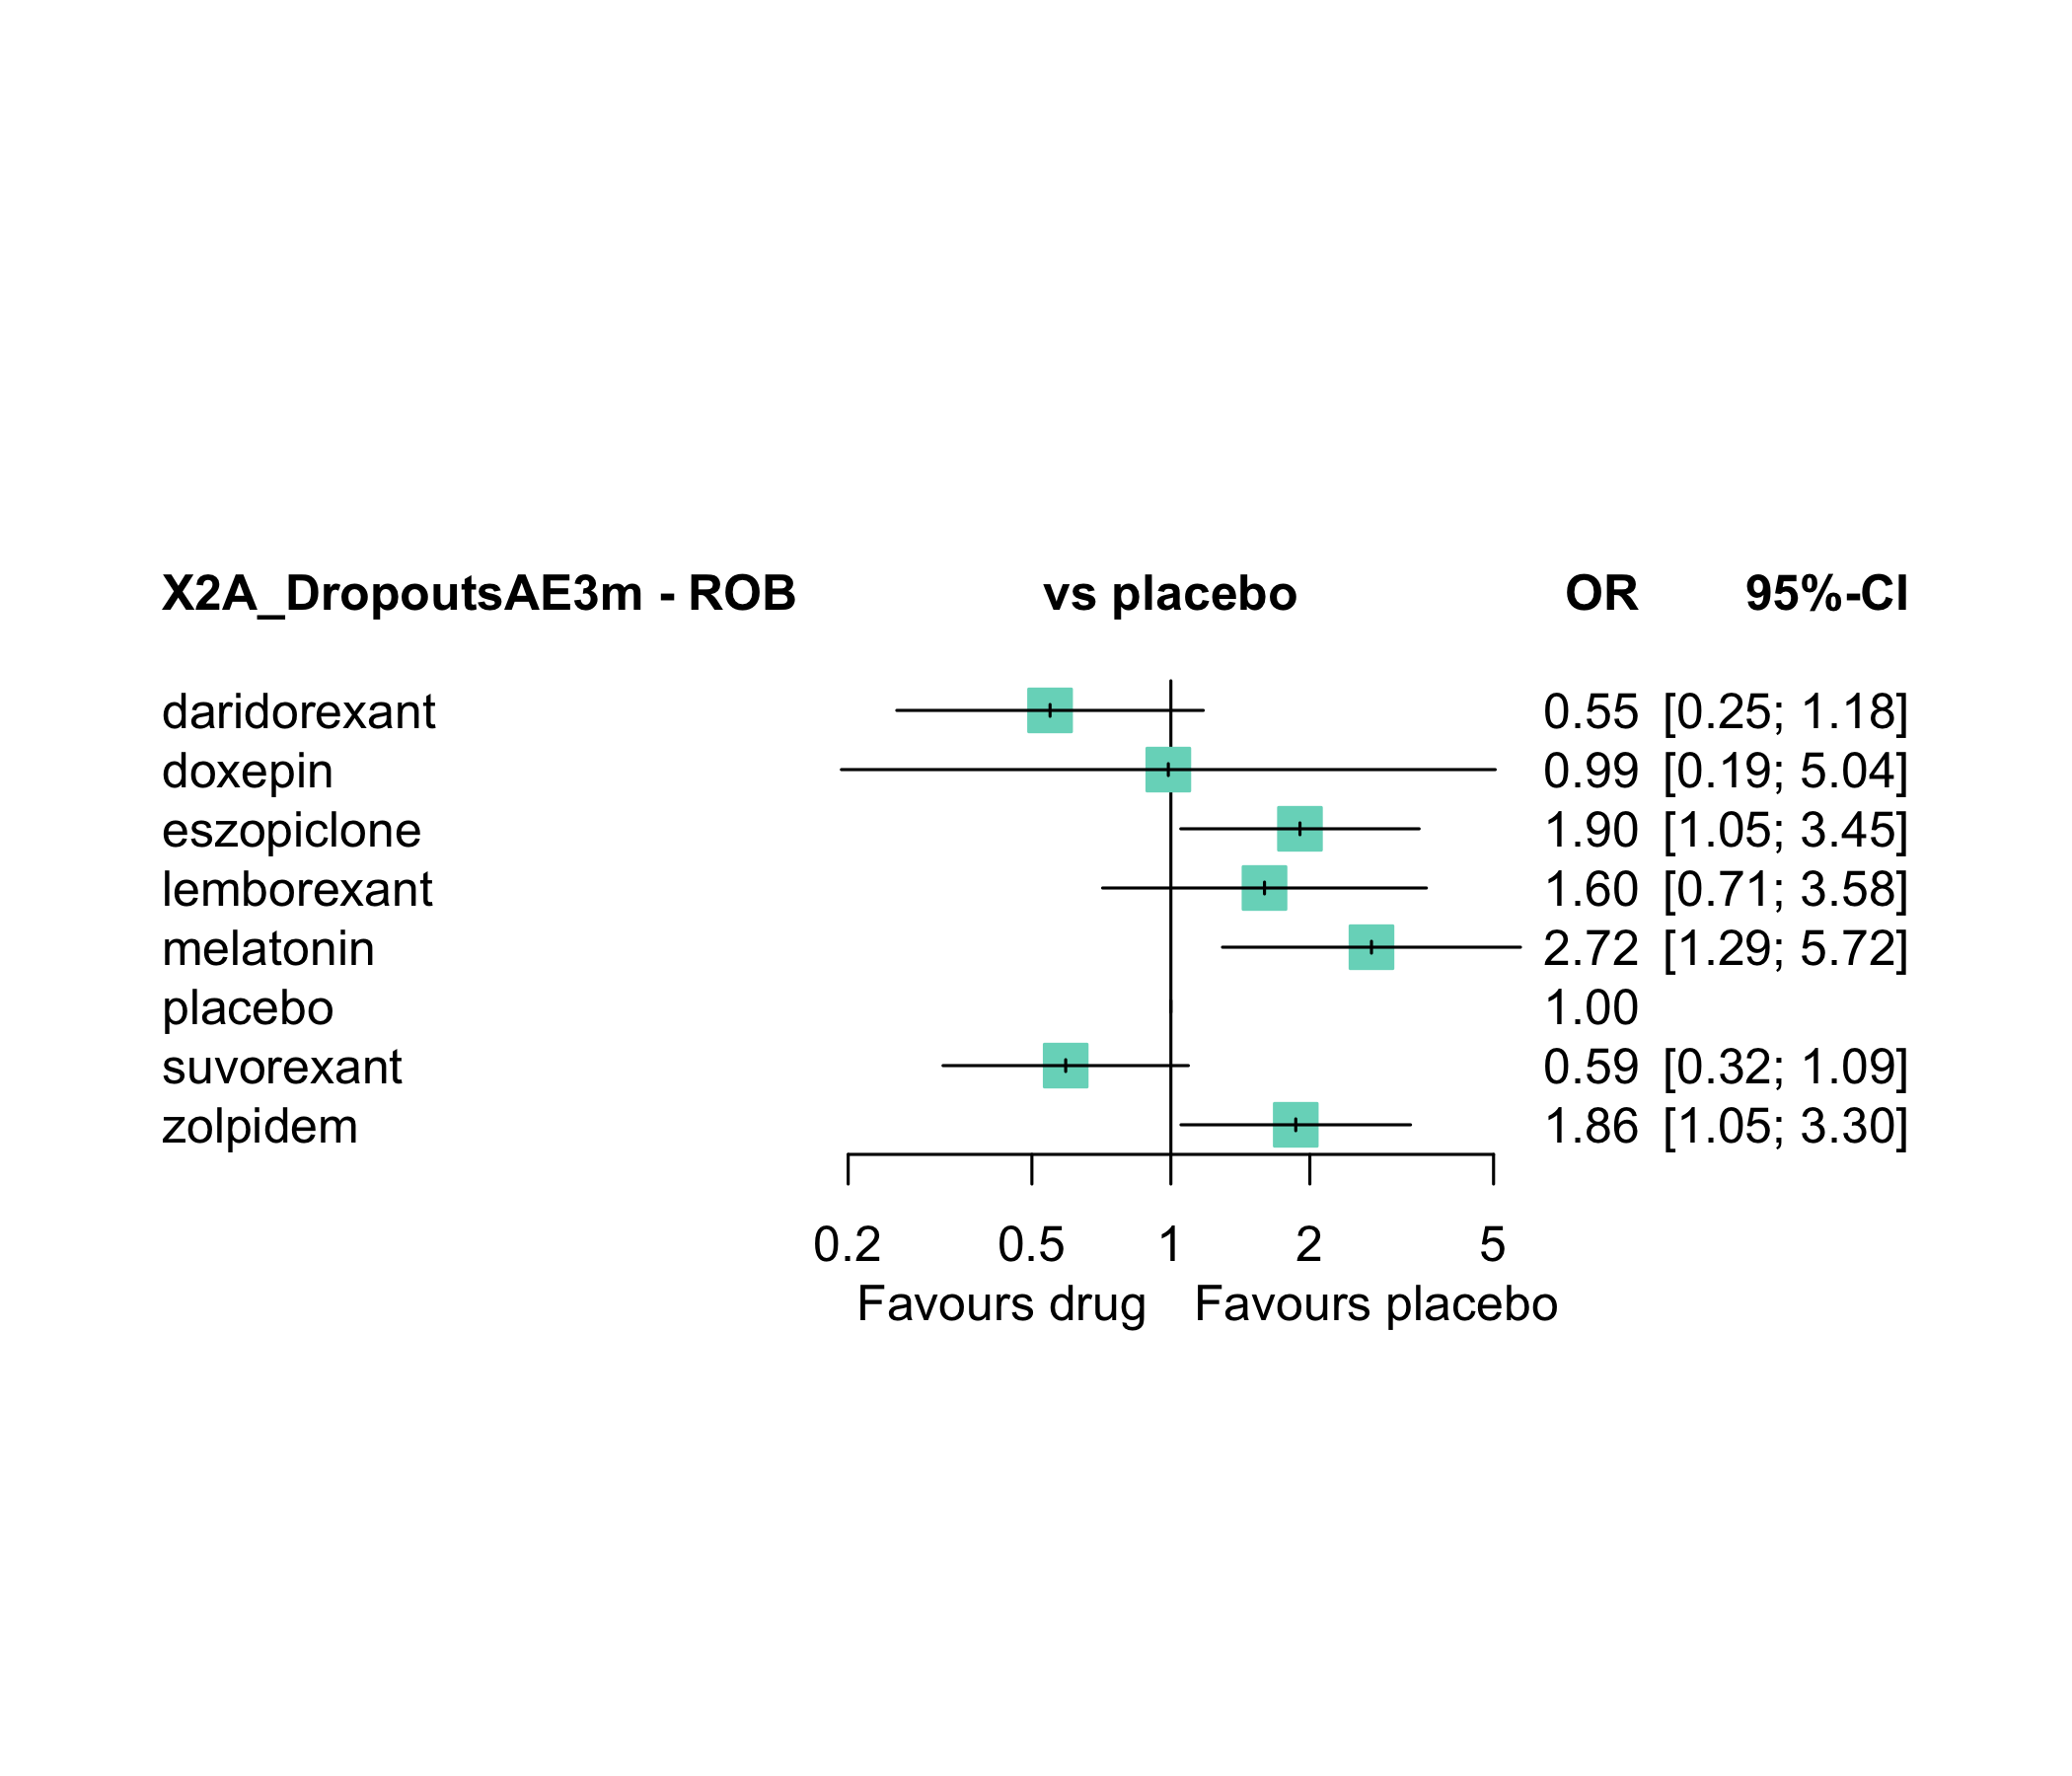 X2A_DropoutsAE3m - ROB vs placebo OR 95%-CI
daridorexant 0.55 [0.25; 1.18]
doxepin 0.99 [0.19; 5.04]
eszopiclone 1.90 [1.05; 3.45]
lemborexant 1.60 [0.71; 3.58]
melatonin 2.72 [1.29; 5.72]
placebo 1.00
suvorexant 0.59 [0.32; 1.09]
zolpidem 1.86 [1.05; 3.30]
0.2 0.5 1 2 5
Favours drug Favours placebo